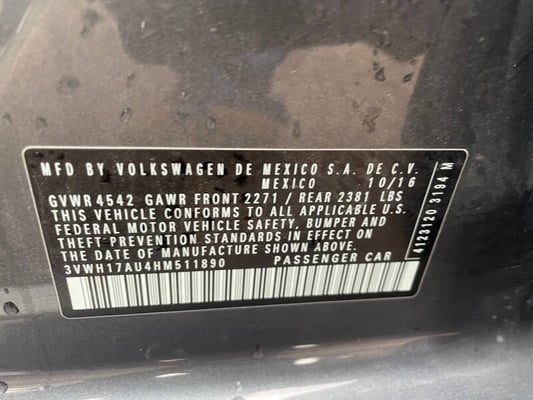 MFD BY VOLKSWAGEN DE MEXICO S.A. DE C.V.
MEXICO 10/16
GVWR 4542 GAWR FRONT 2271 / REAR 2381 LBS
THIS VEHICLE CONFORMS TO ALL APPLICABLE U.S.
FEDERAL MOTOR VEHICLE SAFETY, BUMPER AND
THEFT PREVENTION STANDARDS IN EFFECT ON
THE DATE OF MANUFACTURE SHOWN ABOVE.
3VWH17AU4HM511890 PASSENGER CAR
4123120 3194 M